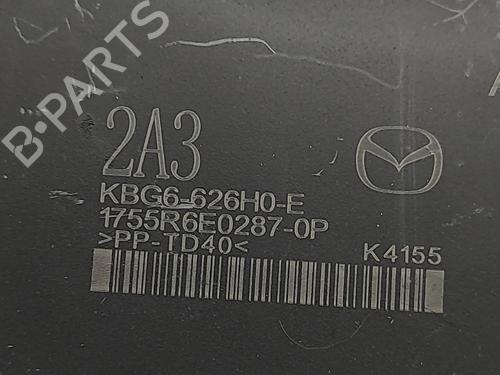 B-PARTS
2A3
KBG6-626H0-E
1755R6E0287-0P
>PP-TD40<
K4155